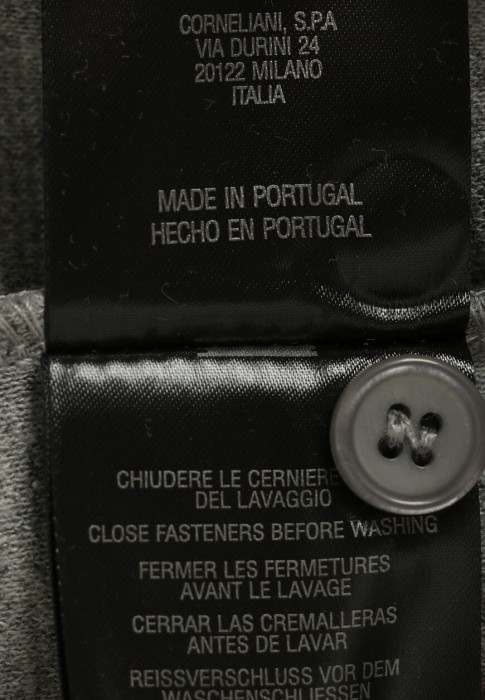 CORNELIANI, S.P.A
VIA DURINI 24
20122 MILANO
ITALIA
MADE IN PORTUGAL
HECHO EN PORTUGAL
CHIUDERE LE CERNIERE
DEL LAVAGGIO
CLOSE FASTENERS BEFORE WASHING
FERMER LES FERMETURES
AVANT LE LAVAGE
CERRAR LAS CREMALLERAS
ANTES DE LAVAR
REISSVERSCHLUSS VOR DEM
WASCHENSCHLIESSEN